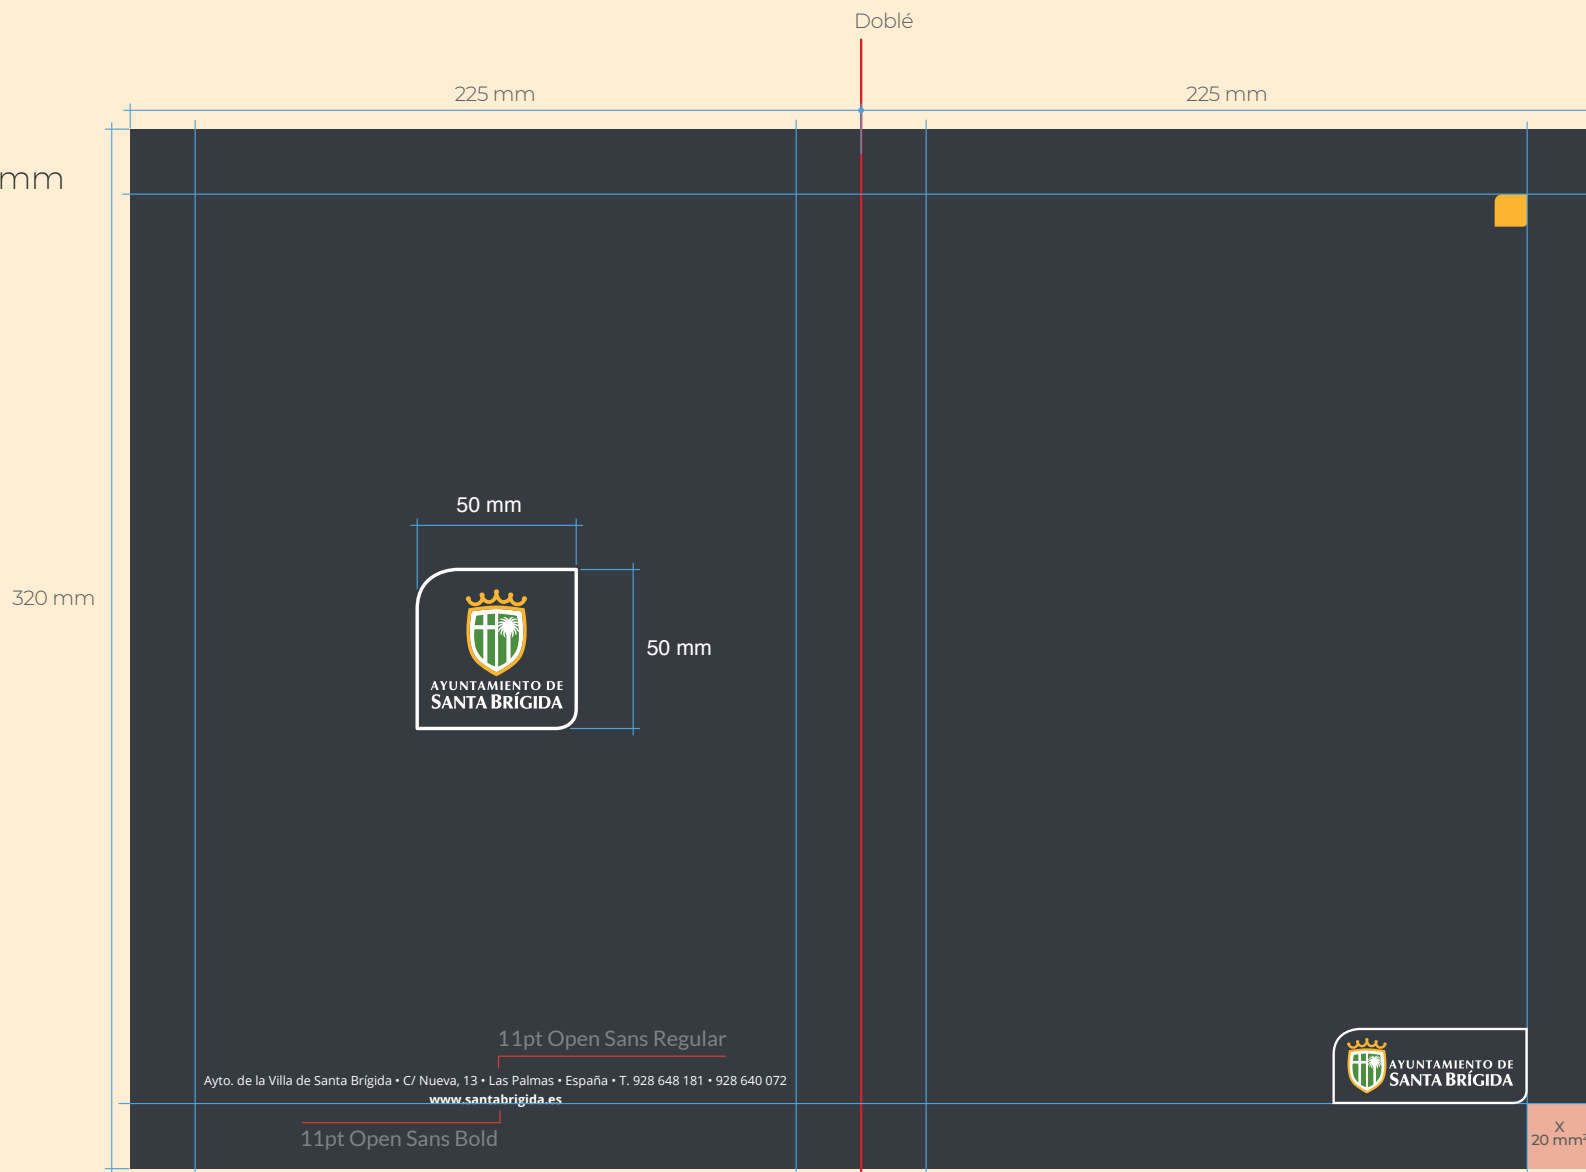 Doblé
225 mm
225 mm
mm
50 mm
320 mm
50 mm
AYUNTAMIENTO DE
SANTA BRÍGIDA
11pt Open Sans Regular
Ayto. de la Villa de Santa Brígida • C/ Nueva, 13 • Las Palmas • España • T. 928 648 181 • 928 640 072
www.santabrigida.es
11pt Open Sans Bold
AYUNTAMIENTO DE
SANTA BRÍGIDA
X
20 mm²